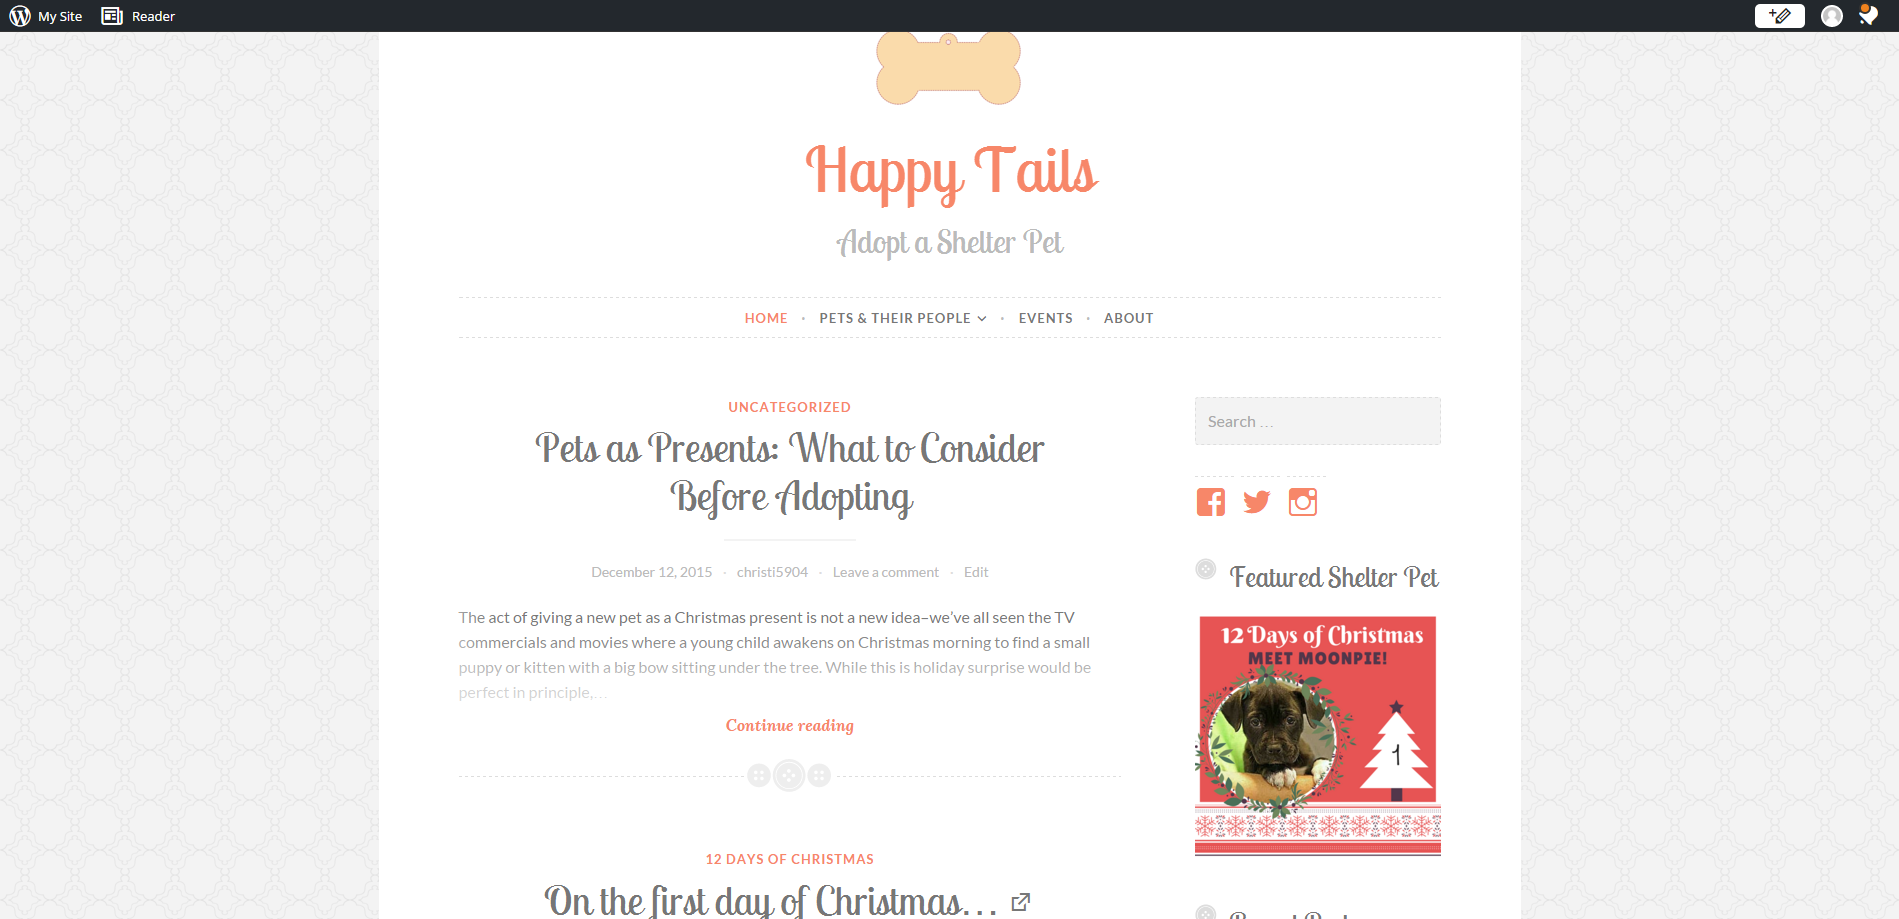 My Site
Reader
Happy Tails
Adopt a Shelter Pet
HOME
PETS & THEIR PEOPLE
EVENTS
ABOUT
UNCATEGORIZED
Pets as Presents: What to Consider
Before Adopting
December 12, 2015 · christi5904 · Leave a comment · Edit
The act of giving a new pet as a Christmas present is not a new idea–we've all seen the TV
commercials and movies where a young child awakens on Christmas morning to find a small
puppy or kitten with a big bow sitting under the tree. While this is holiday surprise would be
perfect in principle,…
Continue reading
12 DAYS OF CHRISTMAS
On the first day of Christmas…
Search …
Featured Shelter Pet
12 Days of Christmas
MEET MOONPIE!
1